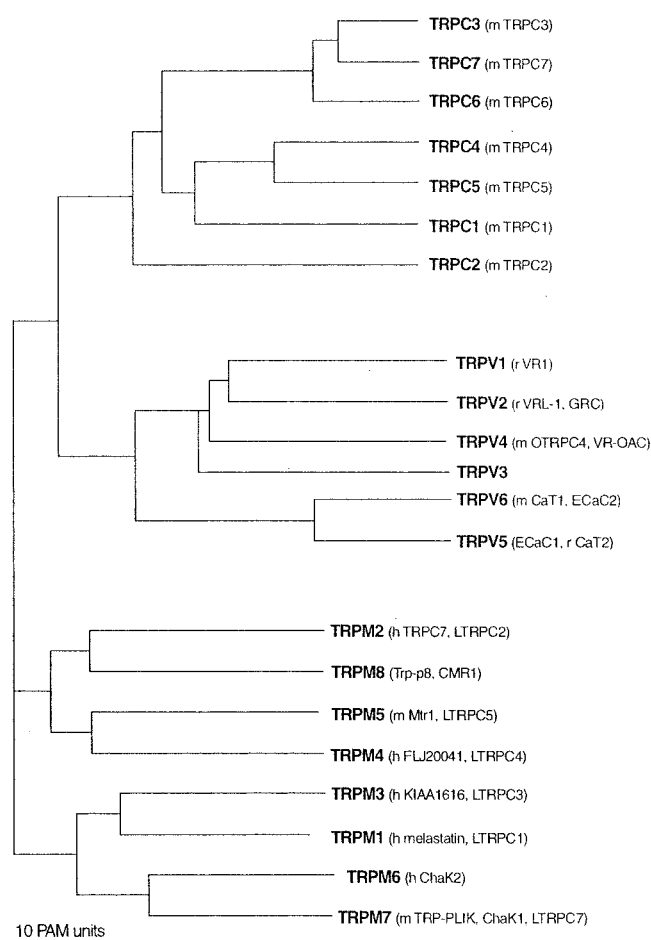 TRPC3 (m TRPC3)
TRPC7 (m TRPC7)
TRPC6 (m TRPC6)
TRPC4 (m TRPC4)
TRPC5 (m TRPC5)
TRPC1 (m TRPC1)
TRPC2 (m TRPC2)
TRPV1 (r VR1)
TRPV2 (r VRL-1, GRC)
TRPV4 (m OTRPC4, VR-OAC)
TRPV3
TRPV6 (m CaT1, ECaC2)
TRPV5 (ECaC1, r CaT2)
TRPM2 (h TRPC7, LTRPC2)
TRPM8 (Trp-p8, CMR1)
TRPM5 (m Mtr1, LTRPC5)
TRPM4 (h FLJ20041, LTRPC4)
TRPM3 (h KIAA1616, LTRPC3)
TRPM1 (h melastatin, LTRPC1)
TRPM6 (h ChaK2)
TRPM7 (m TRP-PLIK, ChaK1, LTRPC7)
10 PAM units